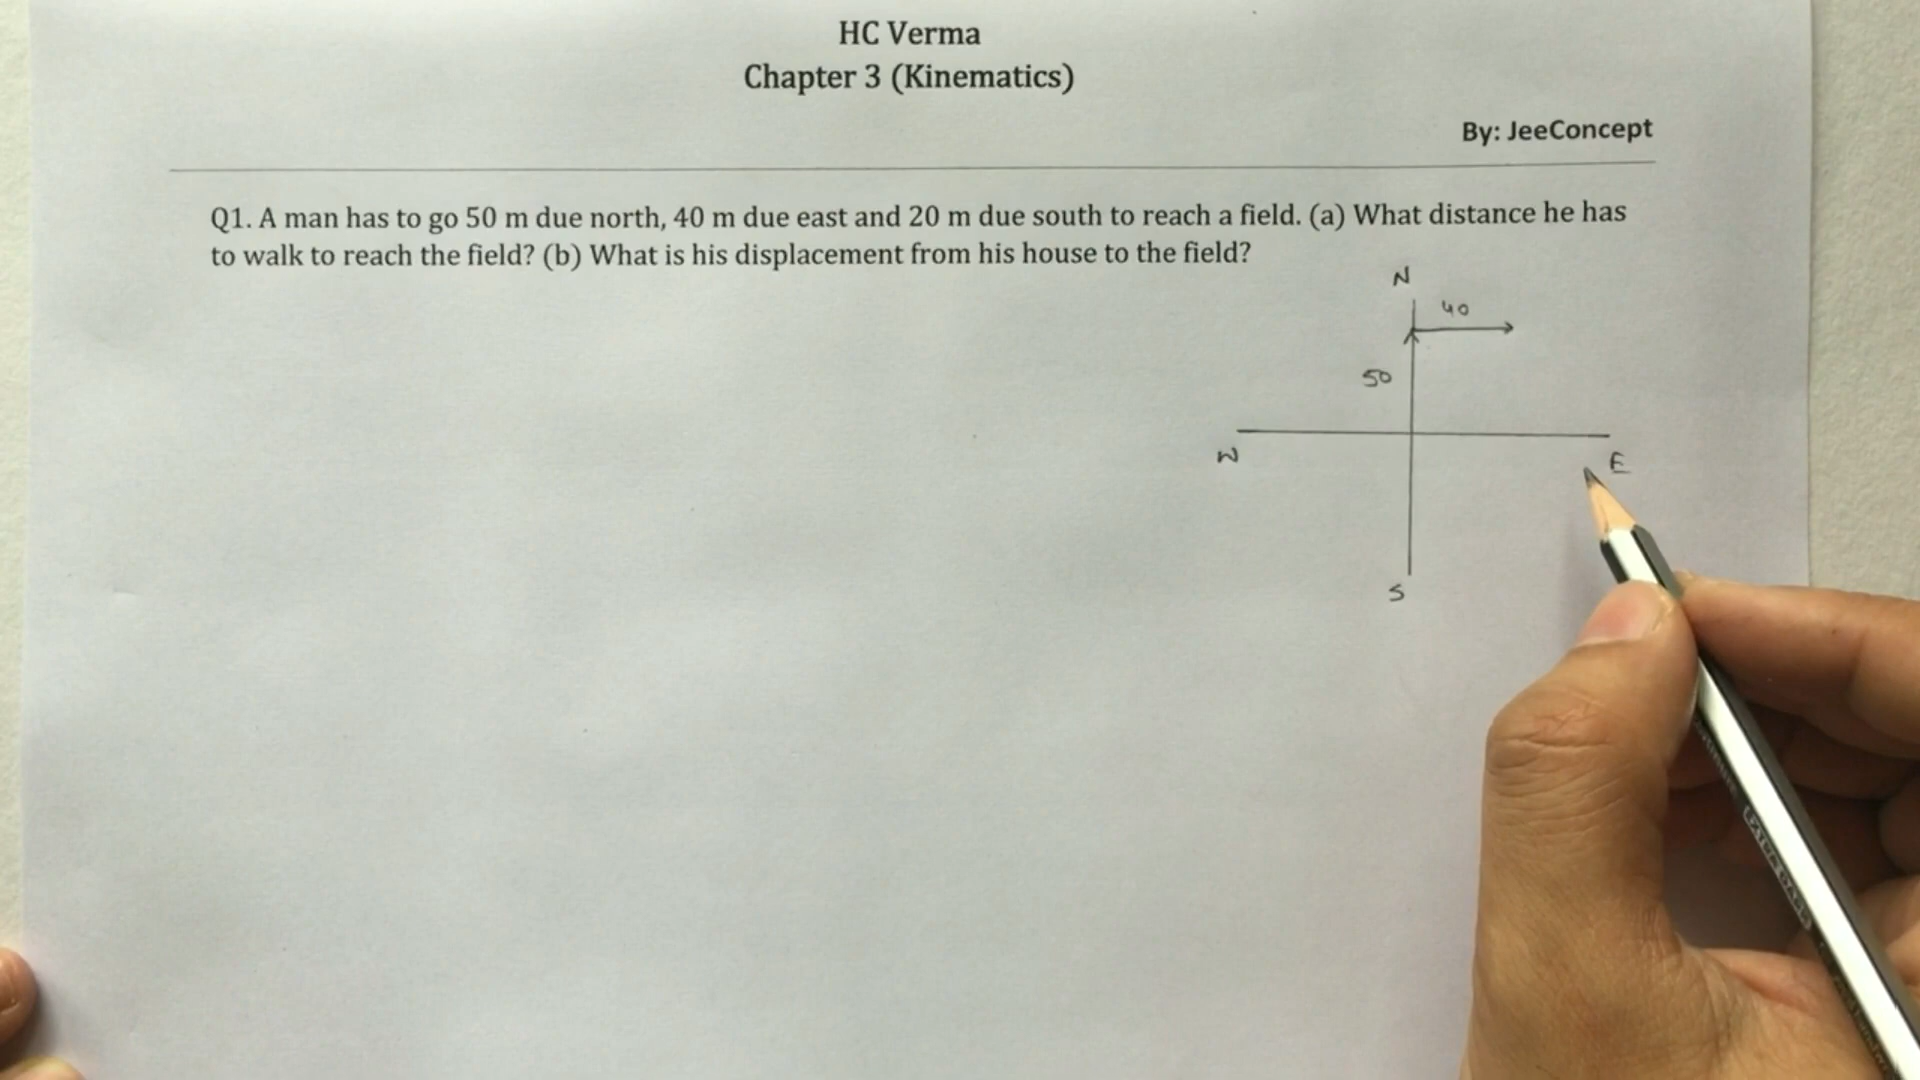 HC Verma
Chapter 3 (Kinematics)
By: JeeConcept
Q1. A man has to go 50 m due north, 40 m due east and 20 m due south to reach a field. (a) What distance he has
to walk to reach the field? (b) What is his displacement from his house to the field?
N
40
50
W
E
S